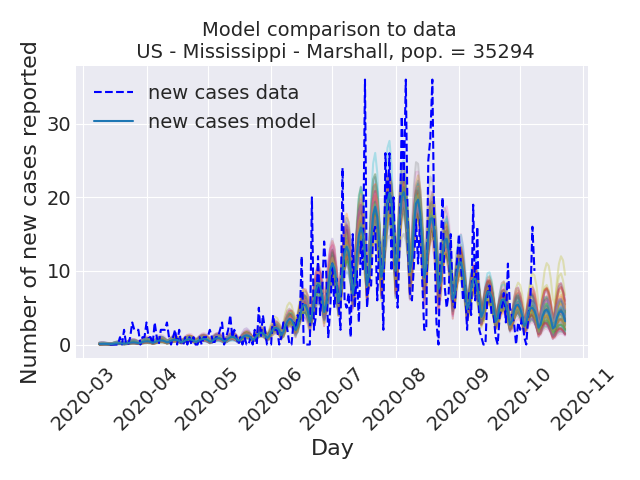 Model comparison to data
US - Mississippi - Marshall, pop. = 35294
new cases data
new cases model
Number of new cases reported
30
20
10
0
2020-03
2020-04
2020-05
2020-06
2020-07
2020-08
2020-09
2020-10
2020-11
Day